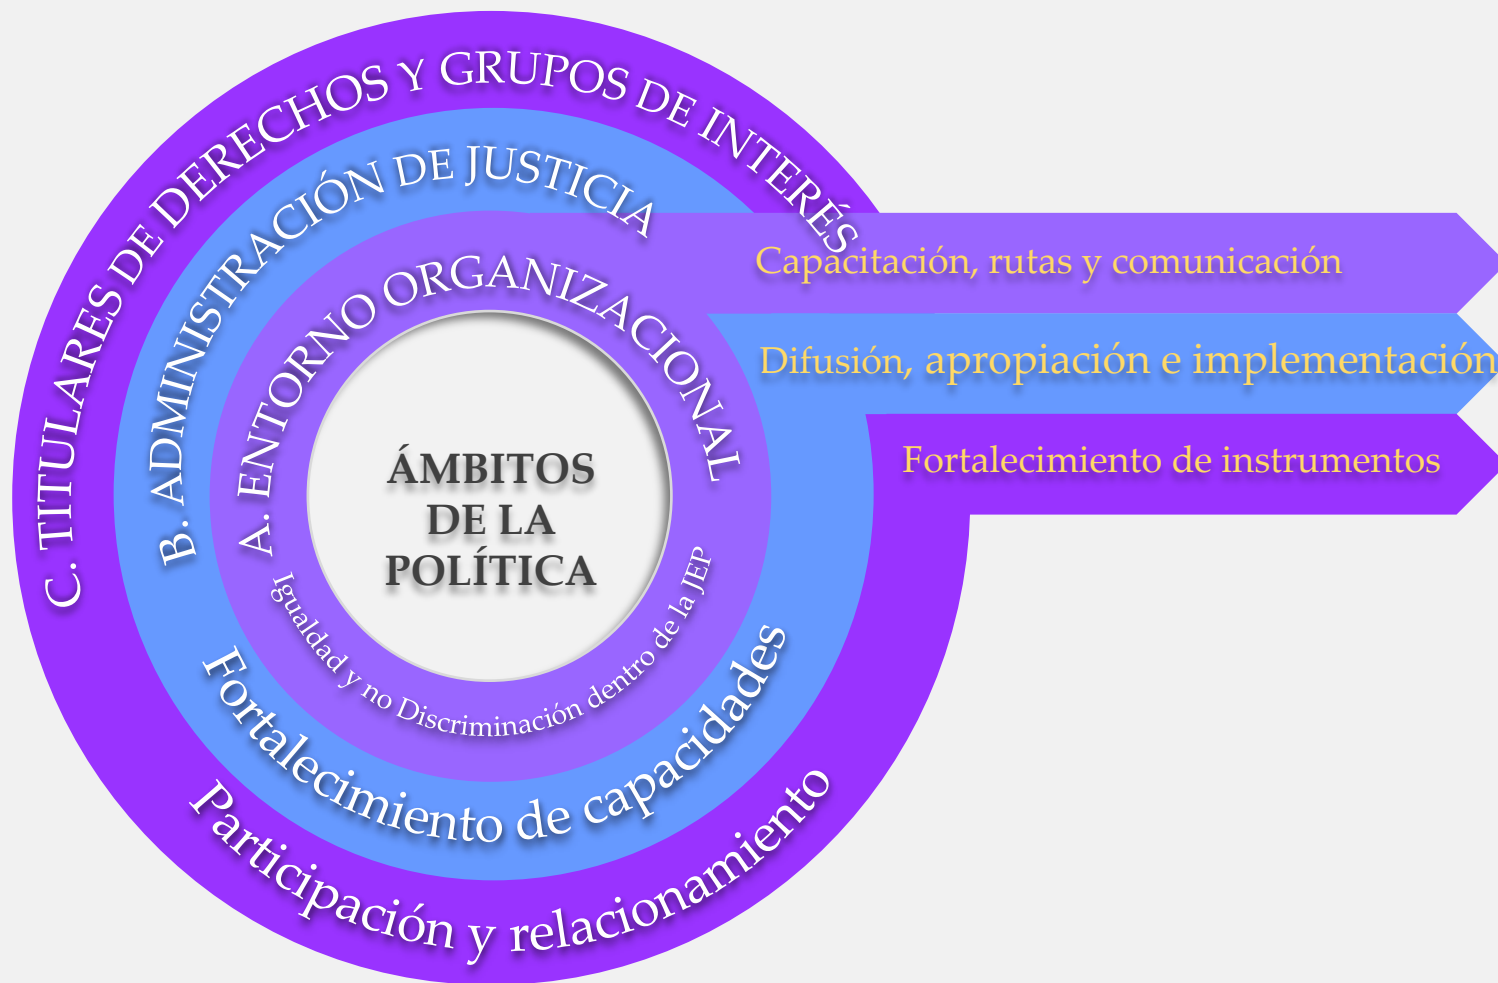 C. TITULARES DE DERECHOS Y GRUPOS DE INTERÉS
B. ADMINISTRACIÓN DE JUSTICIA
A. ENTORNO ORGANIZACIONAL
ÁMBITOS
DE LA
POLÍTICA
Igualdad y no Discriminación dentro de la JEP
Fortalecimiento de capacidades
Participación y relacionamiento
Capacitación, rutas y comunicación
Difusión, apropiación e implementación
Fortalecimiento de instrumentos